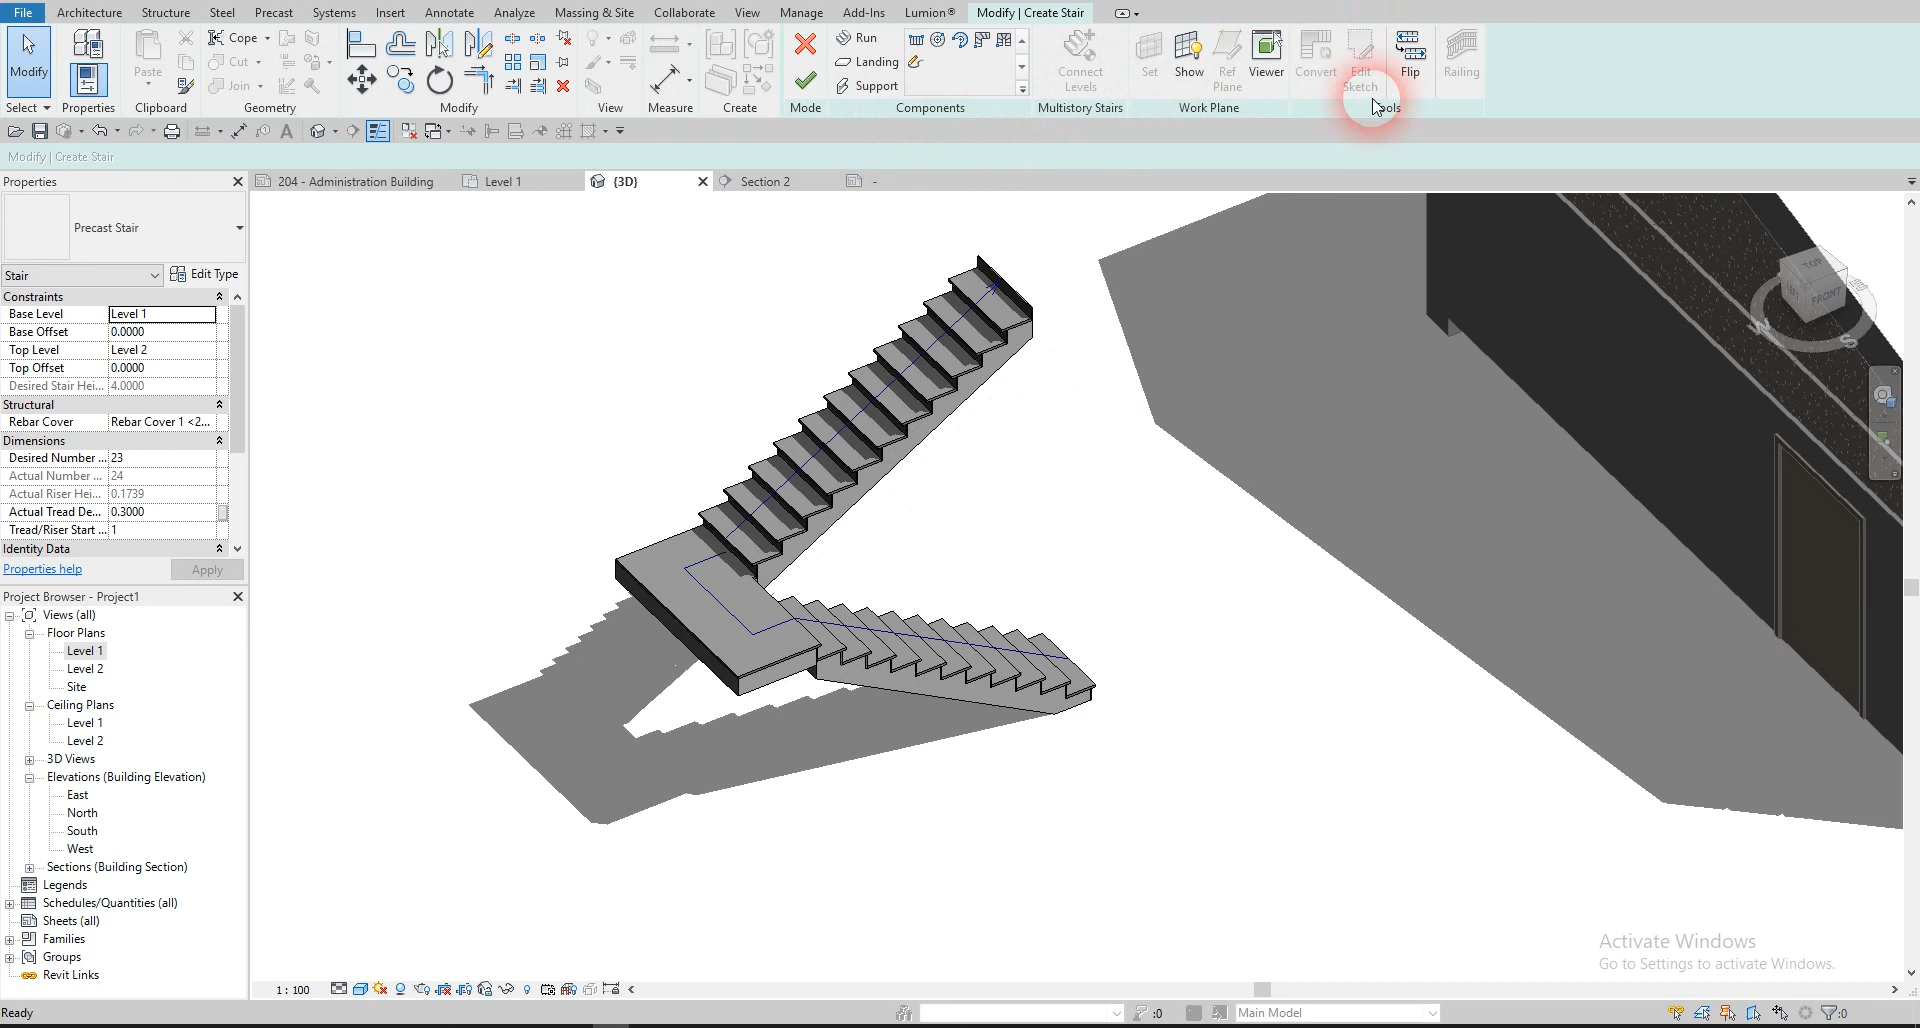 File Architecture Structure Steel Precast Systems Insert Annotate Analyze Massing & Site Collaborate View Manage Add-Ins Lumion® Modify | Create Stair
Modify
Select
Properties
Paste
Clipboard
Cope
Cut
Join
Geometry
Modify
View
Measure
Create
Mode
Run
Landing
Support
Components
Connect
Levels
Multistory Stairs
Set
Show
Ref
Plane
Viewer
Work Plane
Convert
Edit
Sketch
Flip
Railing
Modify | Create Stair
Properties
204 - Administration Building
Level 1
{3D}
Section 2
-
Precast Stair
Stair
Edit Type
Constraints
Base Level Level 1
Base Offset 0.0000
Top Level Level 2
Top Offset 0.0000
Desired Stair Hei... 4.0000
Structural
Rebar Cover Rebar Cover 1 <2...
Dimensions
Desired Number ... 23
Actual Number ... 24
Actual Riser Hei... 0.1739
Actual Tread De... 0.3000
Tread/Riser Start ... 1
Identity Data
Properties help
Apply
Project Browser - Project1
Views (all)
Floor Plans
Level 1
Level 2
Site
Ceiling Plans
Level 1
Level 2
3D Views
Elevations (Building Elevation)
East
North
South
West
Sections (Building Section)
Legends
Schedules/Quantities (all)
Sheets (all)
Families
Groups
Revit Links
TOP
FRONT
W
S
Activate Windows
Go to Settings to activate Windows.
1 : 100
Ready
:0
Main Model
:0